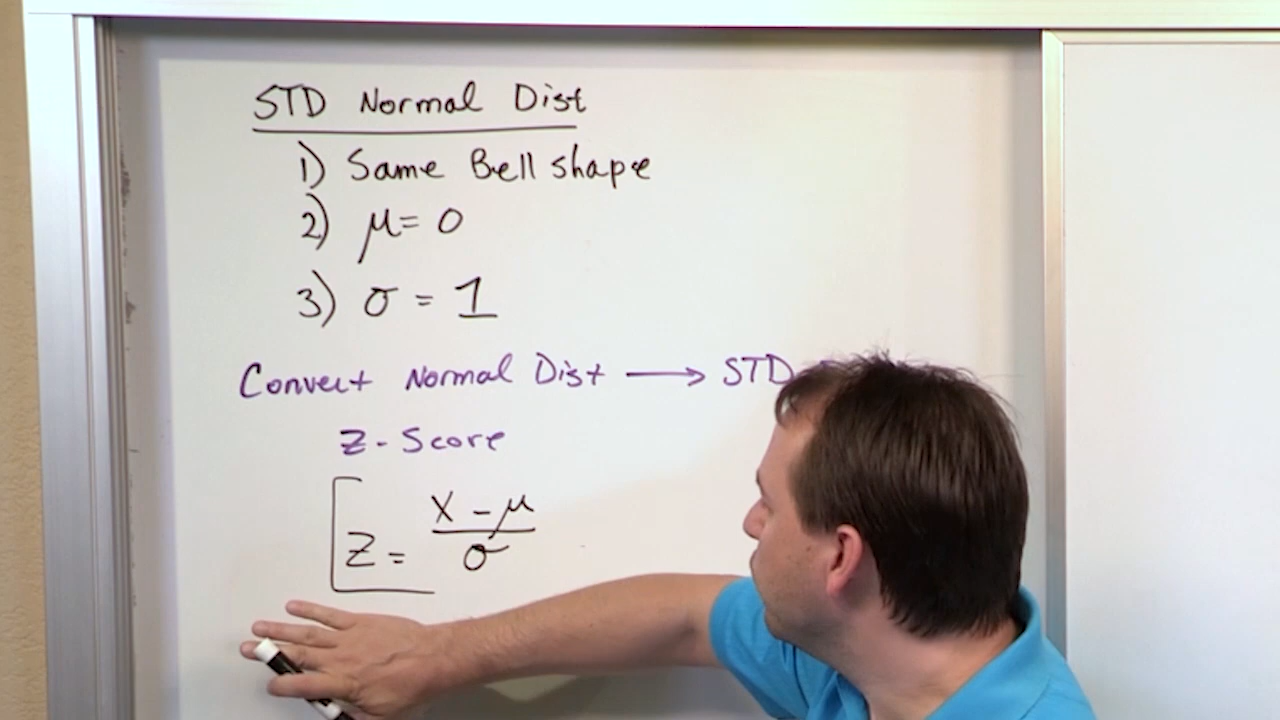 STD Normal Dist
1) Same Bell shape
2) μ = 0
3) σ = 1
Convert Normal Dist → STD
Z-Score
Z = (X - μ) / σ